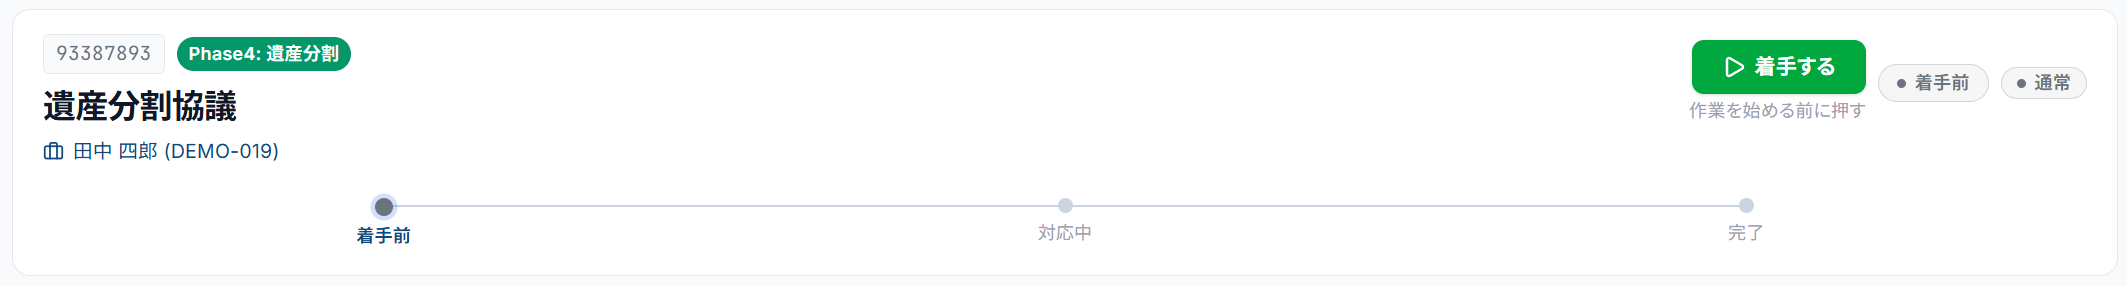 93387893 Phase4: 遺産分割
遺産分割協議
田中 四郎 (DEMO-019)
着手する
作業を始める前に押す
着手前
通常
着手前
対応中
完了